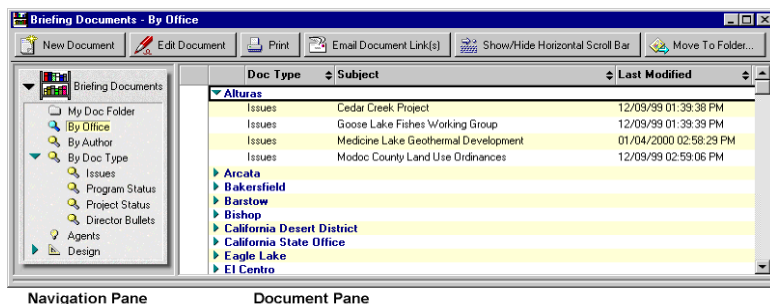 Briefing Documents - By Office
New Document Edit Document Print Email Document Link(s) Show/Hide Horizontal Scroll Bar Move To Folder...
Briefing Documents
My Doc Folder
By Office
By Author
By Doc Type
Issues
Program Status
Project Status
Director Bullets
Agents
Design
Doc Type Subject Last Modified
Alturas
Issues Cedar Creek Project 12/09/99 01:39:38 PM
Issues Goose Lake Fishes Working Group 12/09/99 01:39:39 PM
Issues Medicine Lake Geothermal Development 01/04/2000 02:58:29 PM
Issues Modoc County Land Use Ordinances 12/09/99 02:59:06 PM
Arcata
Bakersfield
Barstow
Bishop
California Desert District
California State Office
Eagle Lake
El Centro
Navigation Pane Document Pane